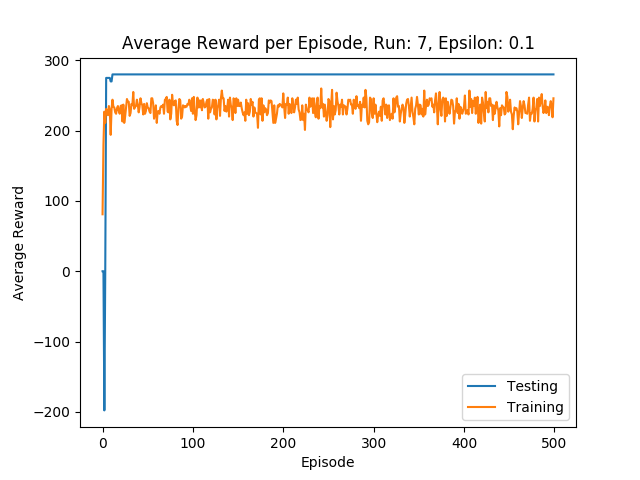 Average Reward per Episode, Run: 7, Epsilon: 0.1
300
200
100
0
−100
−200
Average Reward
0 100 200 300 400 500
Episode
Testing
Training